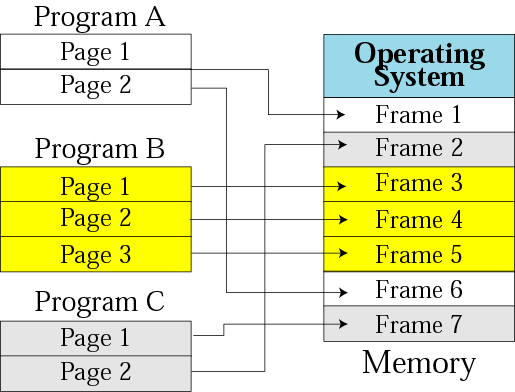 Program A
Page 1
Page 2
Program B
Page 1
Page 2
Page 3
Program C
Page 1
Page 2
Operating
System
Frame 1
Frame 2
Frame 3
Frame 4
Frame 5
Frame 6
Frame 7
Memory